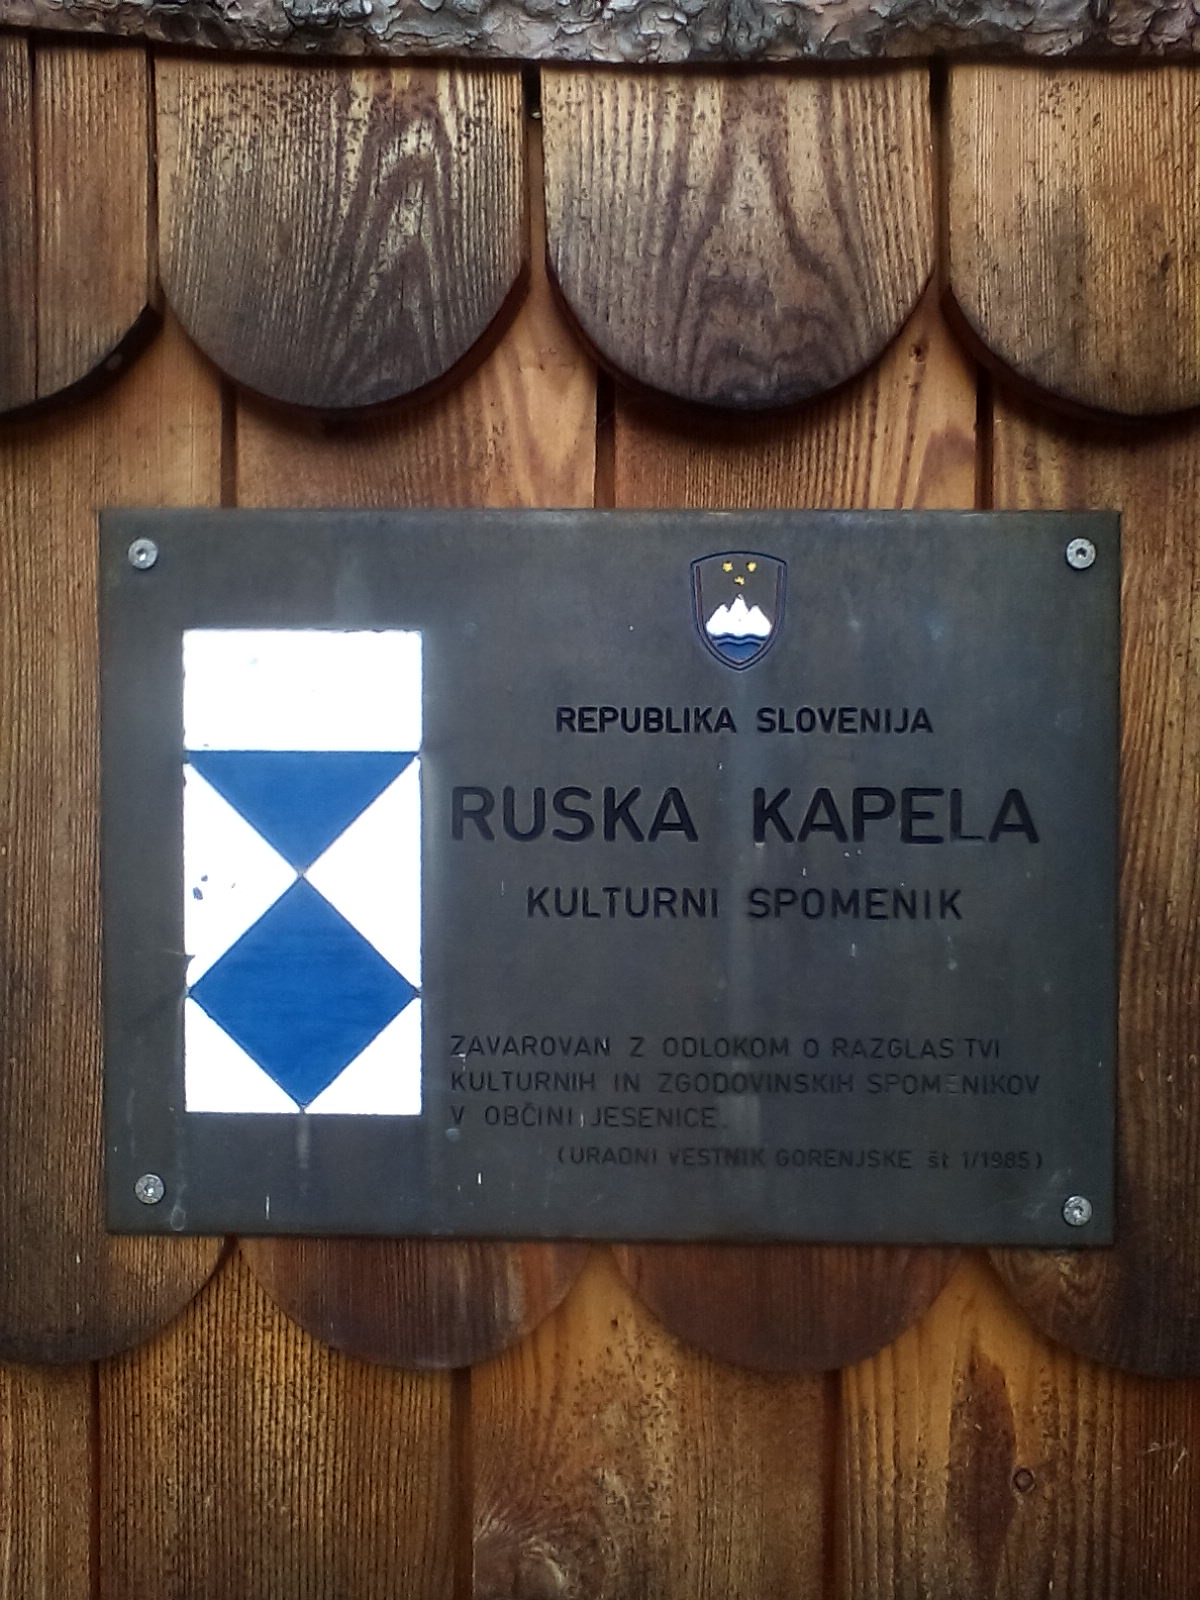 REPUBLIKA SLOVENIJA
RUSKA KAPELA
KULTURNI SPOMENIK
ZAVAROVAN Z ODLOKOM O RAZGLASTVI
KULTURNIH IN ZGODOVINSKIH SPOMENIKOV
V OBČINI JESENICE.
(URADNI VESTNIK GORENJSKE št 1/1985)